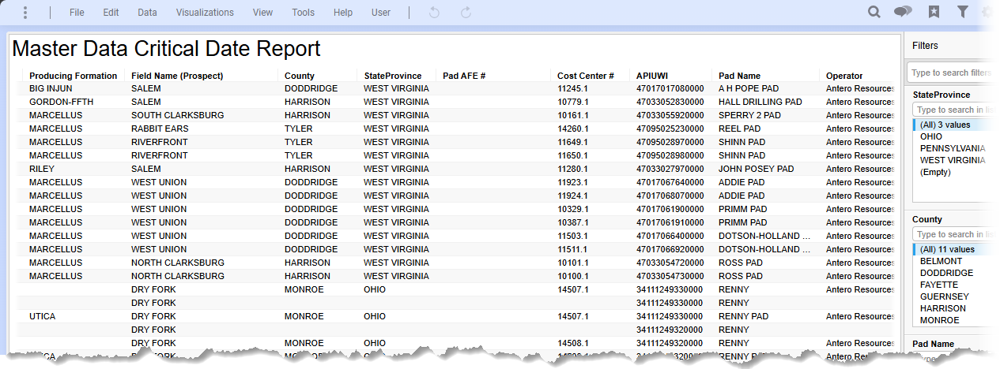 File Edit Data Visualizations View Tools Help User
Master Data Critical Date Report
Producing Formation Field Name (Prospect) County StateProvince Pad AFE # Cost Center # APIUWI Pad Name Operator
BIG INJUN SALEM DODDRIDGE WEST VIRGINIA 11245.1 47017017080000 A H POPE PAD Antero Resources
GORDON-FFTH SALEM HARRISON WEST VIRGINIA 10779.1 47033052830000 HALL DRILLING PAD Antero Resources
MARCELLUS SOUTH CLARKSBURG HARRISON WEST VIRGINIA 10161.1 47033055920000 SPERRY 2 PAD Antero Resources
MARCELLUS RABBIT EARS TYLER WEST VIRGINIA 14260.1 47095025230000 REEL PAD Antero Resources
MARCELLUS RIVERFRONT TYLER WEST VIRGINIA 11649.1 47095028970000 SHINN PAD Antero Resources
MARCELLUS RIVERFRONT TYLER WEST VIRGINIA 11650.1 47095028980000 SHINN PAD Antero Resources
RILEY SALEM HARRISON WEST VIRGINIA 11280.1 47033027970000 JOHN POSEY PAD Antero Resources
MARCELLUS WEST UNION DODDRIDGE WEST VIRGINIA 11923.1 47017067640000 ADDIE PAD Antero Resources
MARCELLUS WEST UNION DODDRIDGE WEST VIRGINIA 11924.1 47017068070000 ADDIE PAD Antero Resources
MARCELLUS WEST UNION DODDRIDGE WEST VIRGINIA 10329.1 47017061900000 PRIMM PAD Antero Resources
MARCELLUS WEST UNION DODDRIDGE WEST VIRGINIA 10387.1 47017061910000 PRIMM PAD Antero Resources
MARCELLUS WEST UNION DODDRIDGE WEST VIRGINIA 11503.1 47017066400000 DOTSON-HOLLAND ... Antero Resources
MARCELLUS WEST UNION DODDRIDGE WEST VIRGINIA 11511.1 47017066920000 DOTSON-HOLLAND ... Antero Resources
MARCELLUS NORTH CLARKSBURG HARRISON WEST VIRGINIA 10101.1 47033054720000 ROSS PAD Antero Resources
MARCELLUS NORTH CLARKSBURG HARRISON WEST VIRGINIA 10100.1 47033054730000 ROSS PAD Antero Resources
DRY FORK MONROE OHIO 14507.1 34111249330000 RENNY Antero Resources
DRY FORK 34111249330000 RENNY
UTICA DRY FORK MONROE OHIO 14507.1 34111249330000 RENNY PAD Antero Resources
DRY FORK 34111249320000 RENNY
DRY FORK MONROE OHIO 14508.1 34111249320000 RENNY Antero Resources
Filters
Type to search filters
StateProvince
Type to search in
(All) 3 values
OHIO
PENNSYLVANIA
WEST VIRGINIA
(Empty)
County
Type to search in
(All) 11 values
BELMONT
DODDRIDGE
FAYETTE
GUERNSEY
HARRISON
MONROE
Pad Name